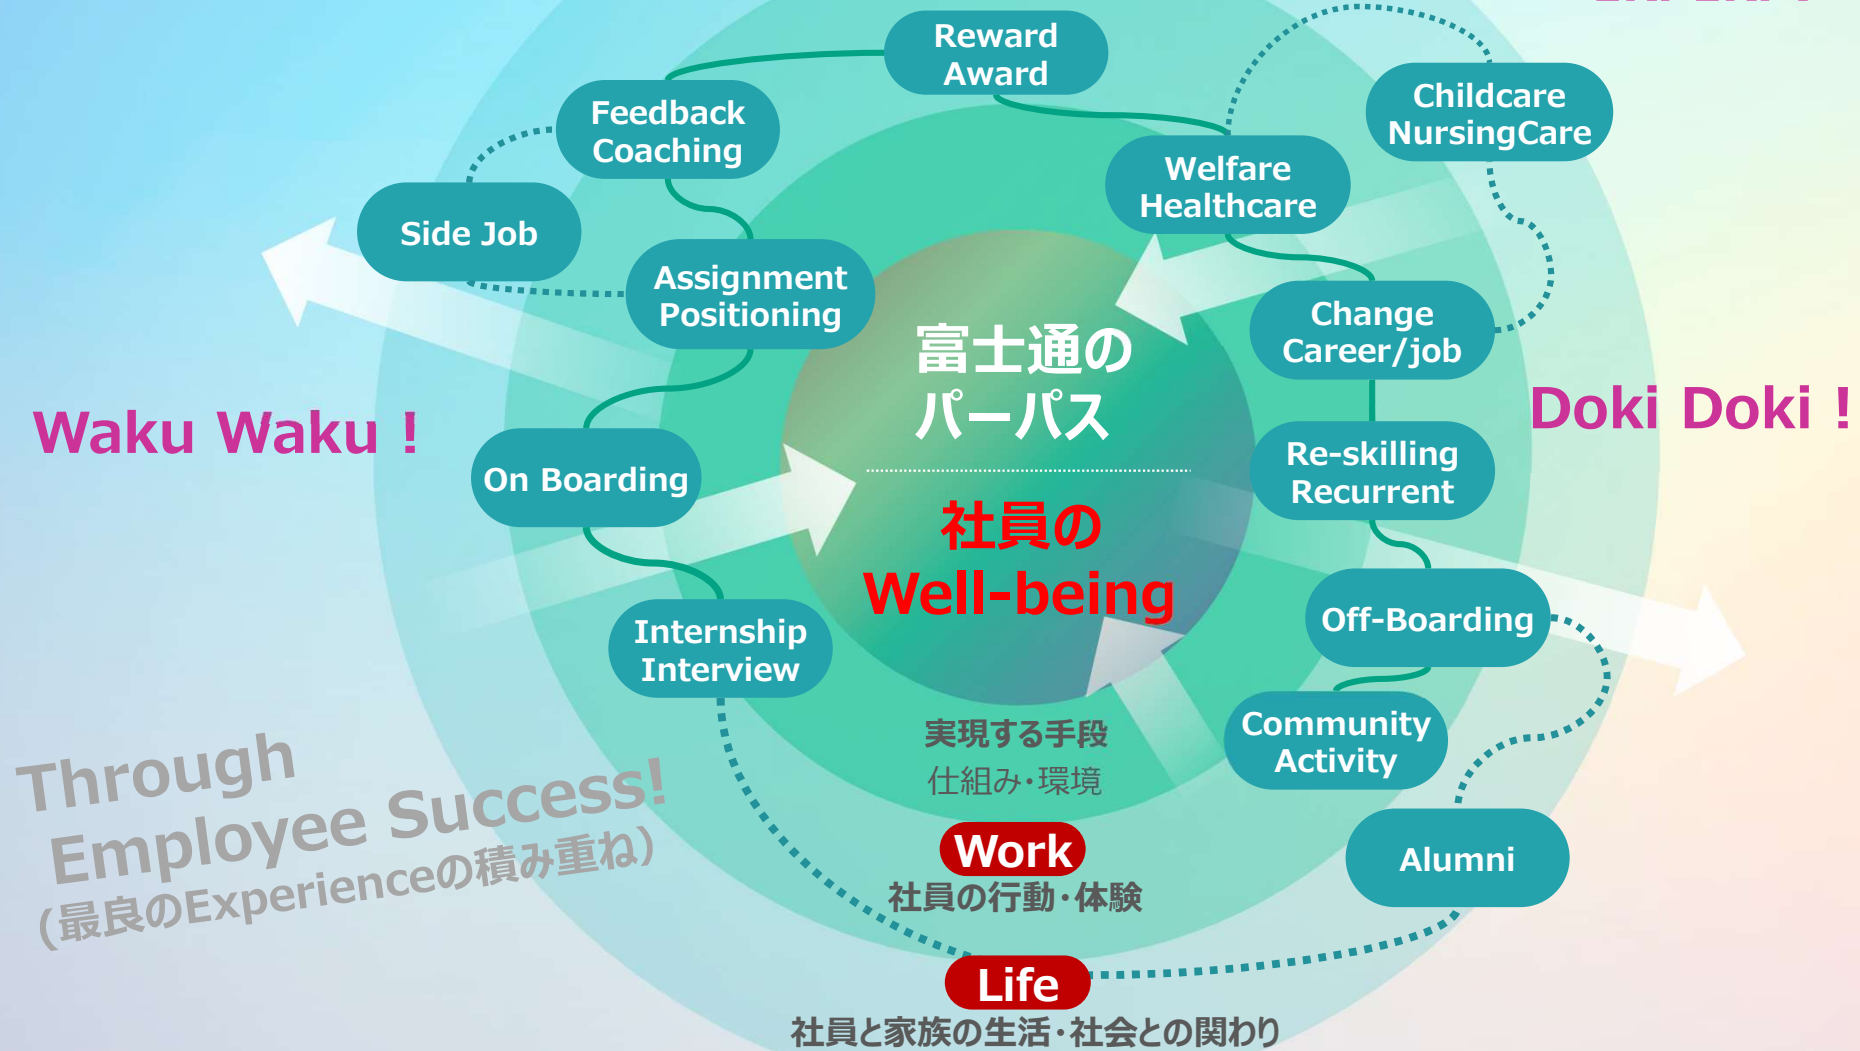 Reward
Award
Childcare
NursingCare
Feedback
Coaching
Welfare
Healthcare
Side Job
Assignment
Positioning
Change
Career/job
富士通の
パーパス
Waku Waku !
Doki Doki !
On Boarding
Re-skilling
Recurrent
社員の
Well-being
Internship
Interview
Off-Boarding
Community
Activity
実現する手段
仕組み・環境
Through
Employee Success!
(最良のExperienceの積み重ね)
Work
社員の行動・体験
Alumni
Life
社員と家族の生活・社会との関わり